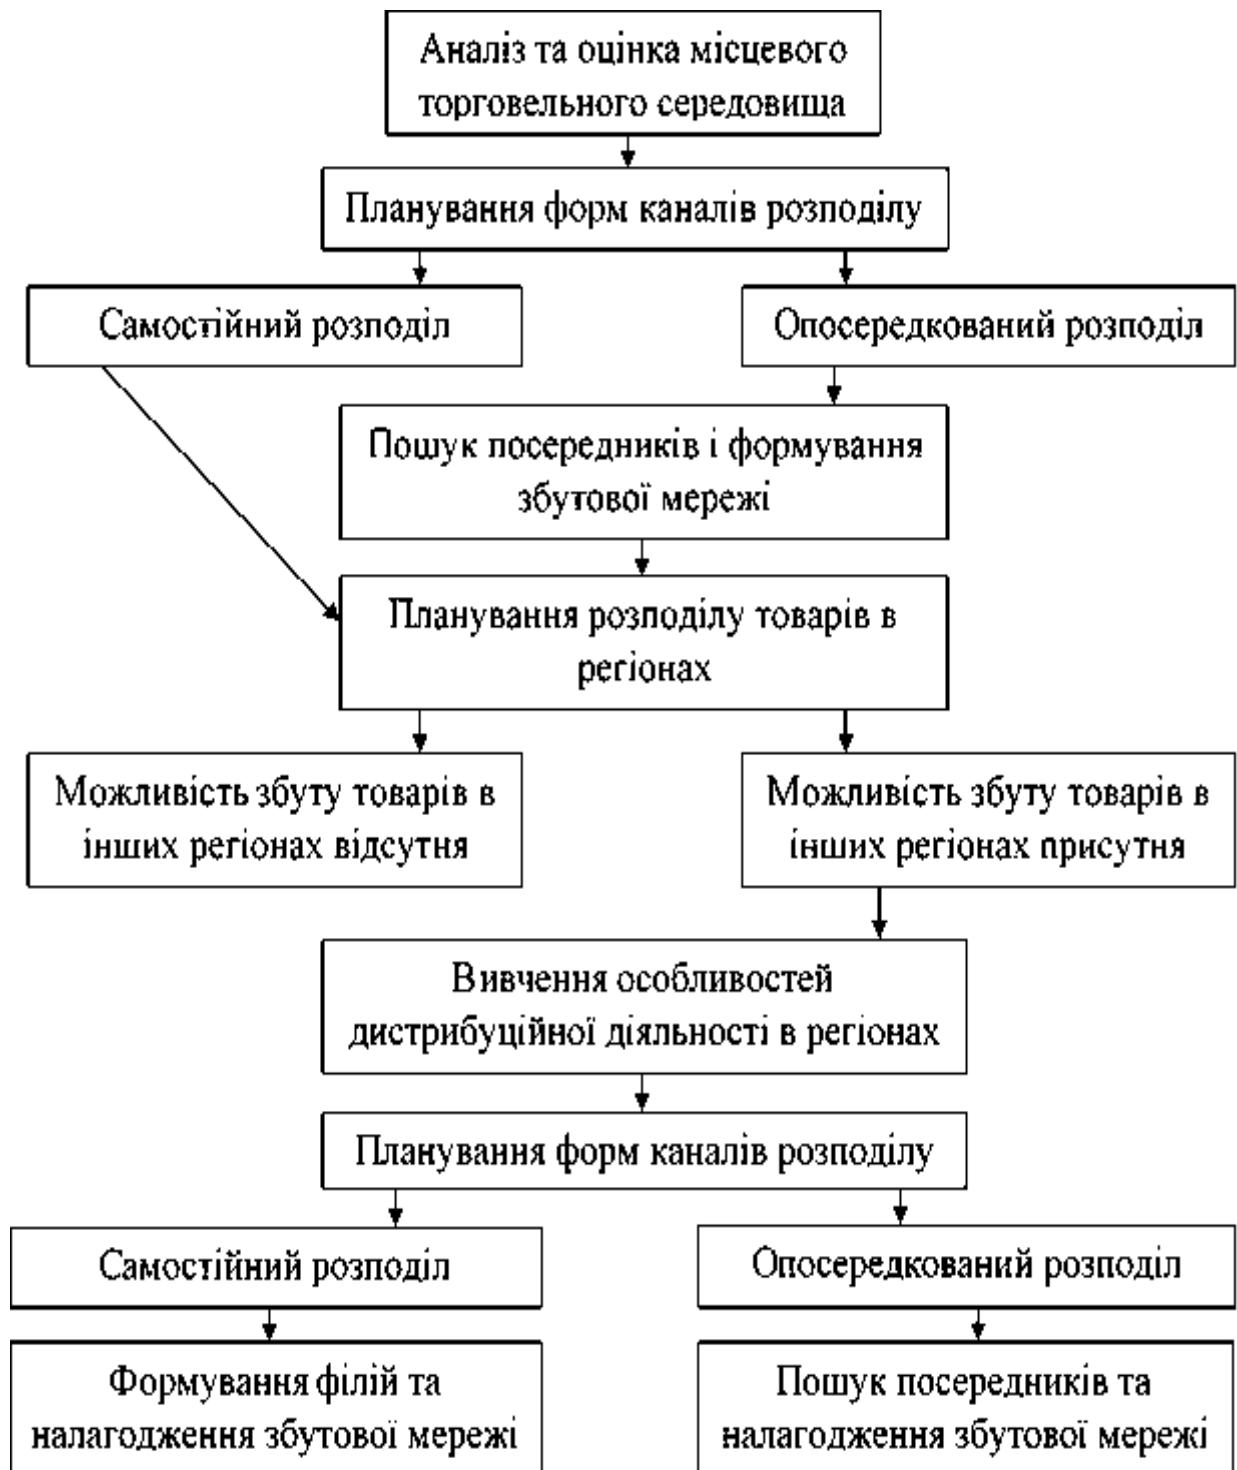 Аналіз та оцінка місцевого
торговельного середовища
Планування форм каналів розподілу
Самостійний розподіл
Опосередкований розподіл
Пошук посередників і формування
збутової мережі
Планування розподілу товарів в
регіонах
Можливість збуту товарів в
інших регіонах відсутня
Можливість збуту товарів в
інших регіонах присутня
Вивчення особливостей
дистрибуційної діяльності в регіонах
Планування форм каналів розподілу
Самостійний розподіл
Опосередкований розподіл
Формування філій та
налагодження збутової мережі
Пошук посередників та
налагодження збутової мережі